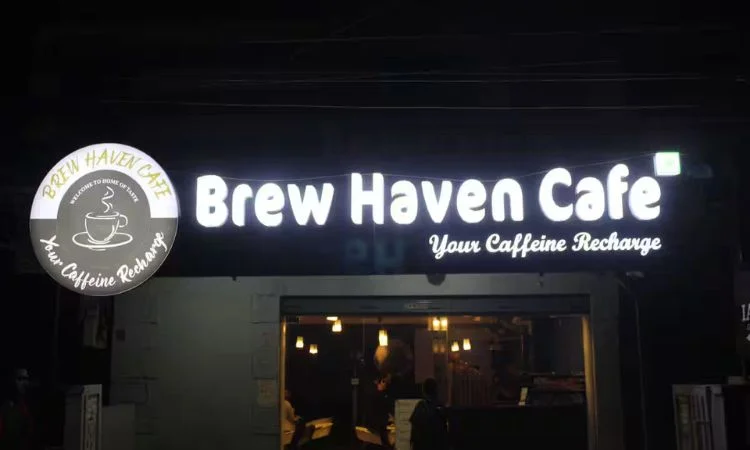 BREW HAVEN CAFE
WELCOME TO HOME OF TASTE
Your Caffeine Recharge
Brew Haven Cafe
Your Caffeine Recharge